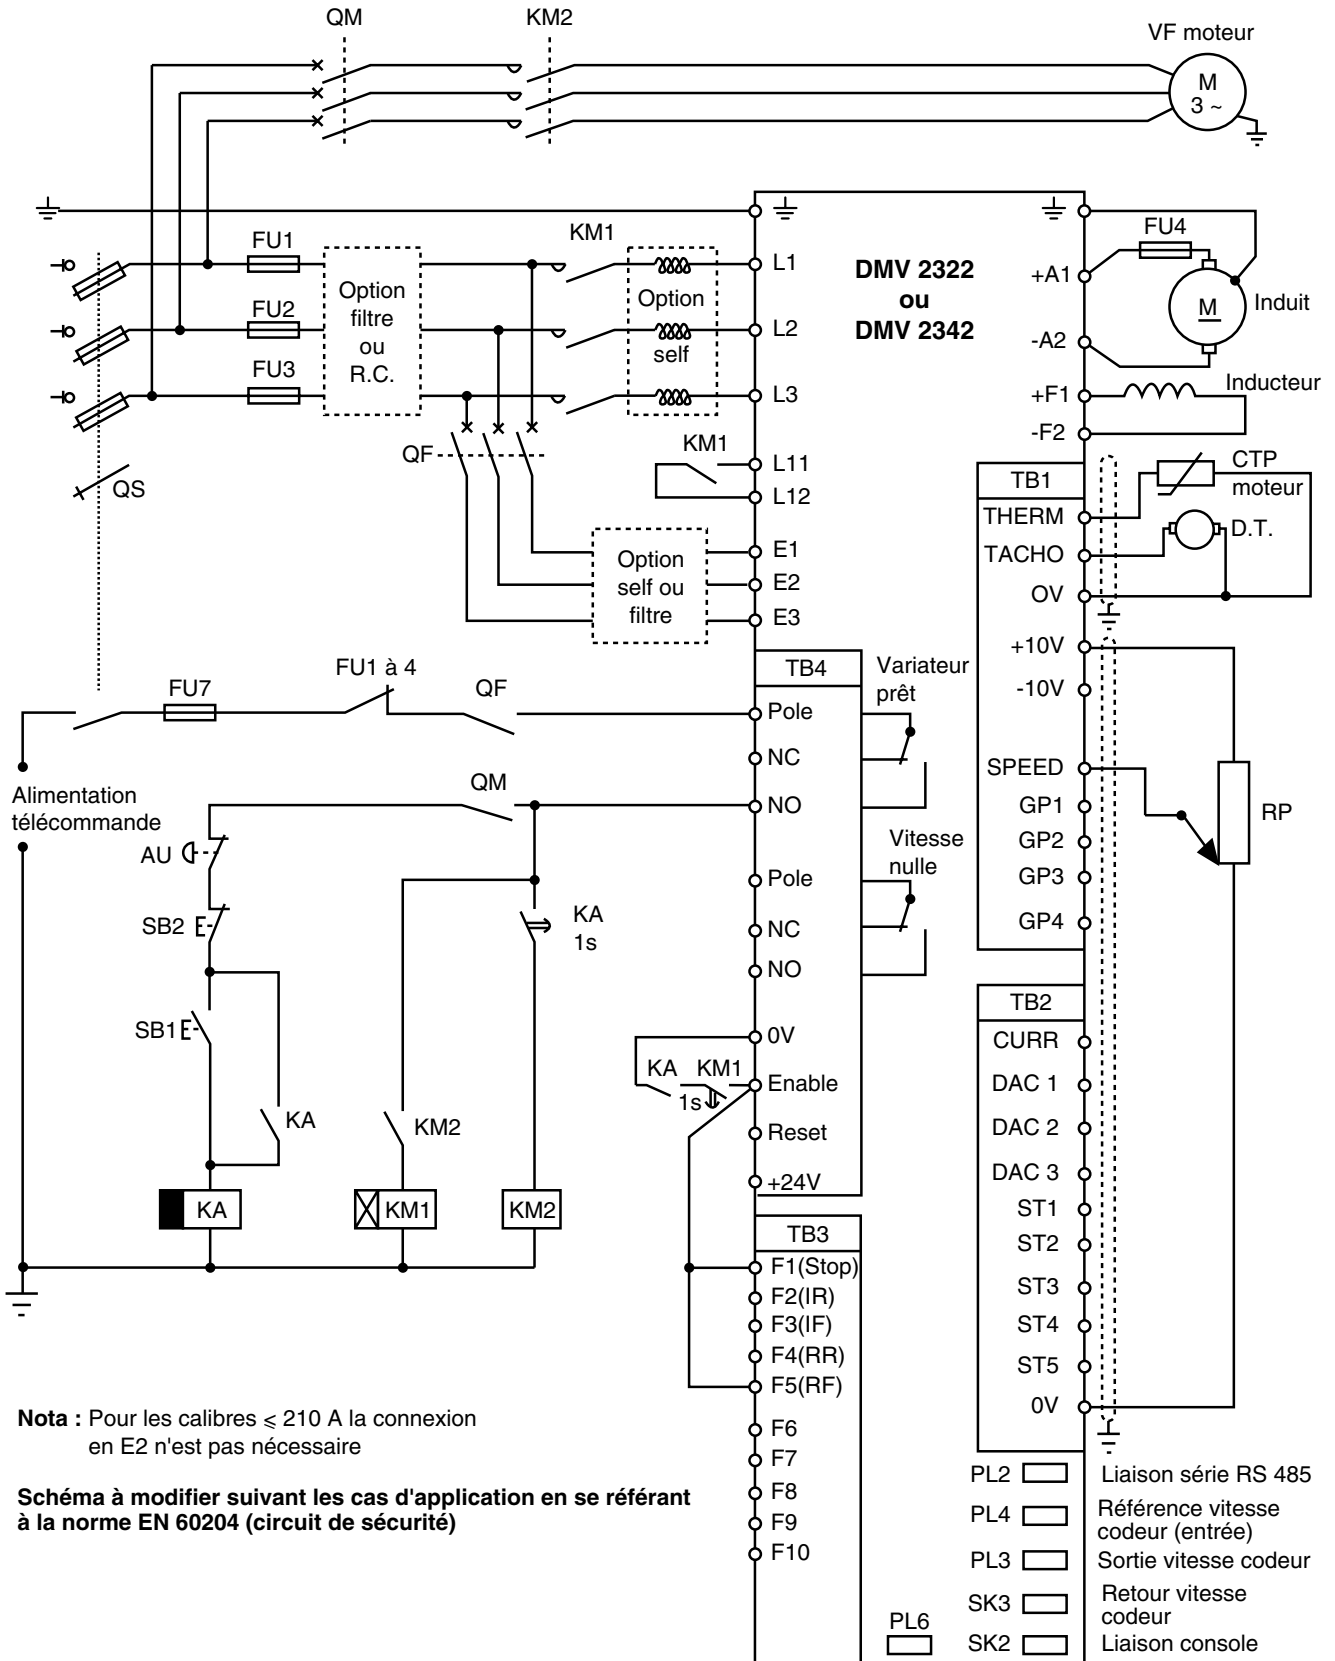 QM
KM2
VF moteur
M
3 ~
FU1
FU2
FU3
Option
filtre
ou
R.C.
KM1
Option
self
L1
L2
L3
DMV 2322
ou
DMV 2342
FU4
+A1
M
Induit
-A2
Inducteur
+F1
-F2
QF
KM1
L11
L12
QS
Option
self ou
filtre
E1
E2
E3
TB1
THERM
TACHO
OV
CTP
moteur
D.T.
+10V
-10V
SPEED
GP1
GP2
GP3
GP4
RP
FU7
FU1 à 4
QF
TB4
Variateur
prêt
Pole
NC
NO
Alimentation
télécommande
QM
AU
Vitesse
nulle
Pole
NC
NO
SB2
KA
1s
SB1
KA
KM2
0V
KA
KM1
1s
Enable
Reset
+24V
KA
KM1
KM2
TB2
CURR
DAC 1
DAC 2
DAC 3
ST1
ST2
ST3
ST4
ST5
0V
TB3
F1(Stop)
F2(IR)
F3(IF)
F4(RR)
F5(RF)
F6
F7
F8
F9
F10
Nota : Pour les calibres ⩽ 210 A la connexion
en E2 n'est pas nécessaire
Schéma à modifier suivant les cas d'application en se référant
à la norme EN 60204 (circuit de sécurité)
PL2
Liaison série RS 485
PL4
Référence vitesse
codeur (entrée)
PL3
Sortie vitesse codeur
SK3
Retour vitesse
codeur
PL6
SK2
Liaison console